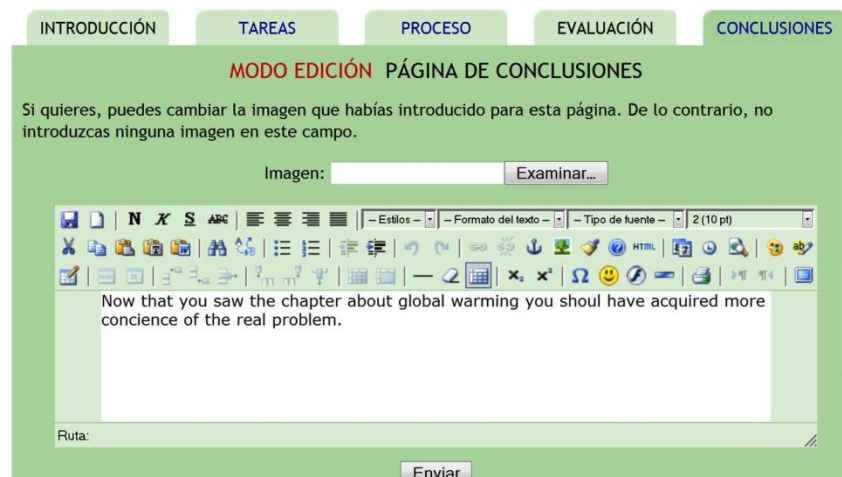 INTRODUCCIÓN TAREAS PROCESO EVALUACIÓN CONCLUSIONES
MODO EDICIÓN PÁGINA DE CONCLUSIONES
Si quieres, puedes cambiar la imagen que habías introducido para esta página. De lo contrario, no
introduzcas ninguna imagen en este campo.
Imagen: Examinar...
N K S ABC – Estilos – – Formato del texto – – Tipo de fuente – 2 (10 pt)
HTML
Now that you saw the chapter about global warming you shoul have acquired more
concience of the real problem.
Ruta:
Enviar